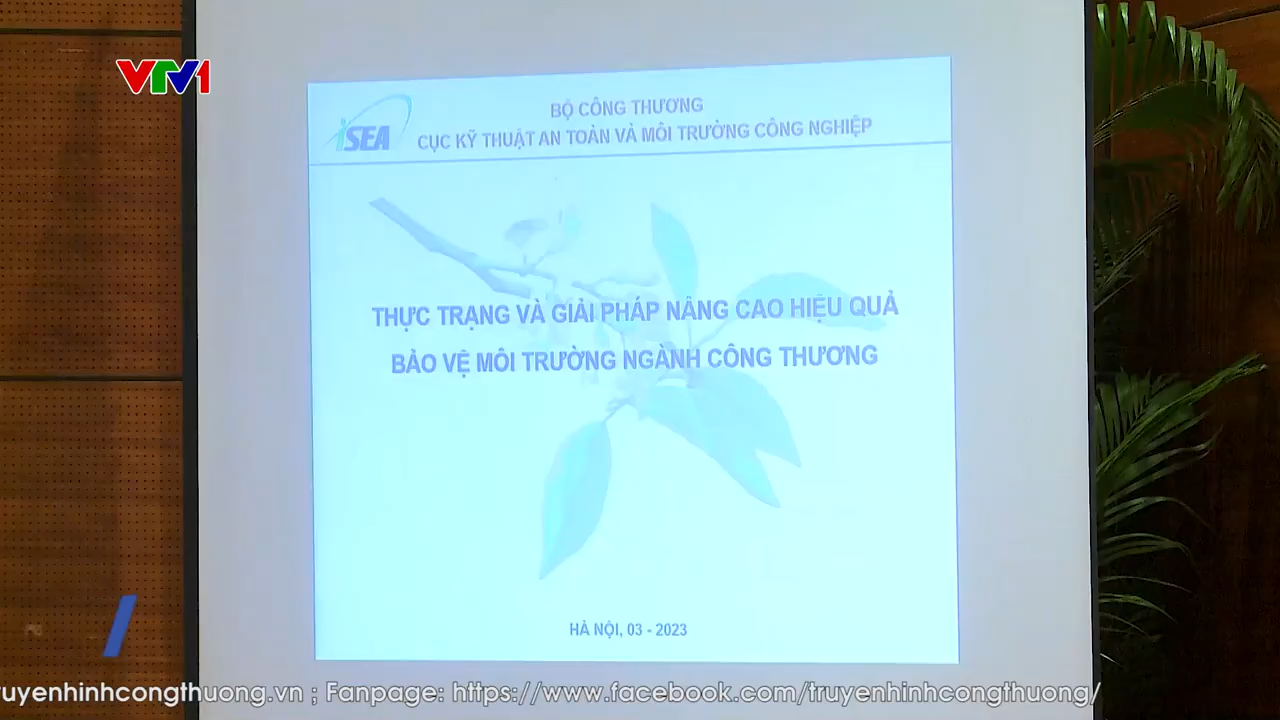 VTV1
iSEA
BỘ CÔNG THƯƠNG
CỤC KỸ THUẬT AN TOÀN VÀ MÔI TRƯỜNG CÔNG NGHIỆP
THỰC TRẠNG VÀ GIẢI PHÁP NÂNG CAO HIỆU QUẢ
BẢO VỆ MÔI TRƯỜNG NGÀNH CÔNG THƯƠNG
HÀ NỘI, 03 - 2023
ruyenhinhcongthuong.vn ; Fanpage: https://www.facebook.com/truyenhinhcongthuong/